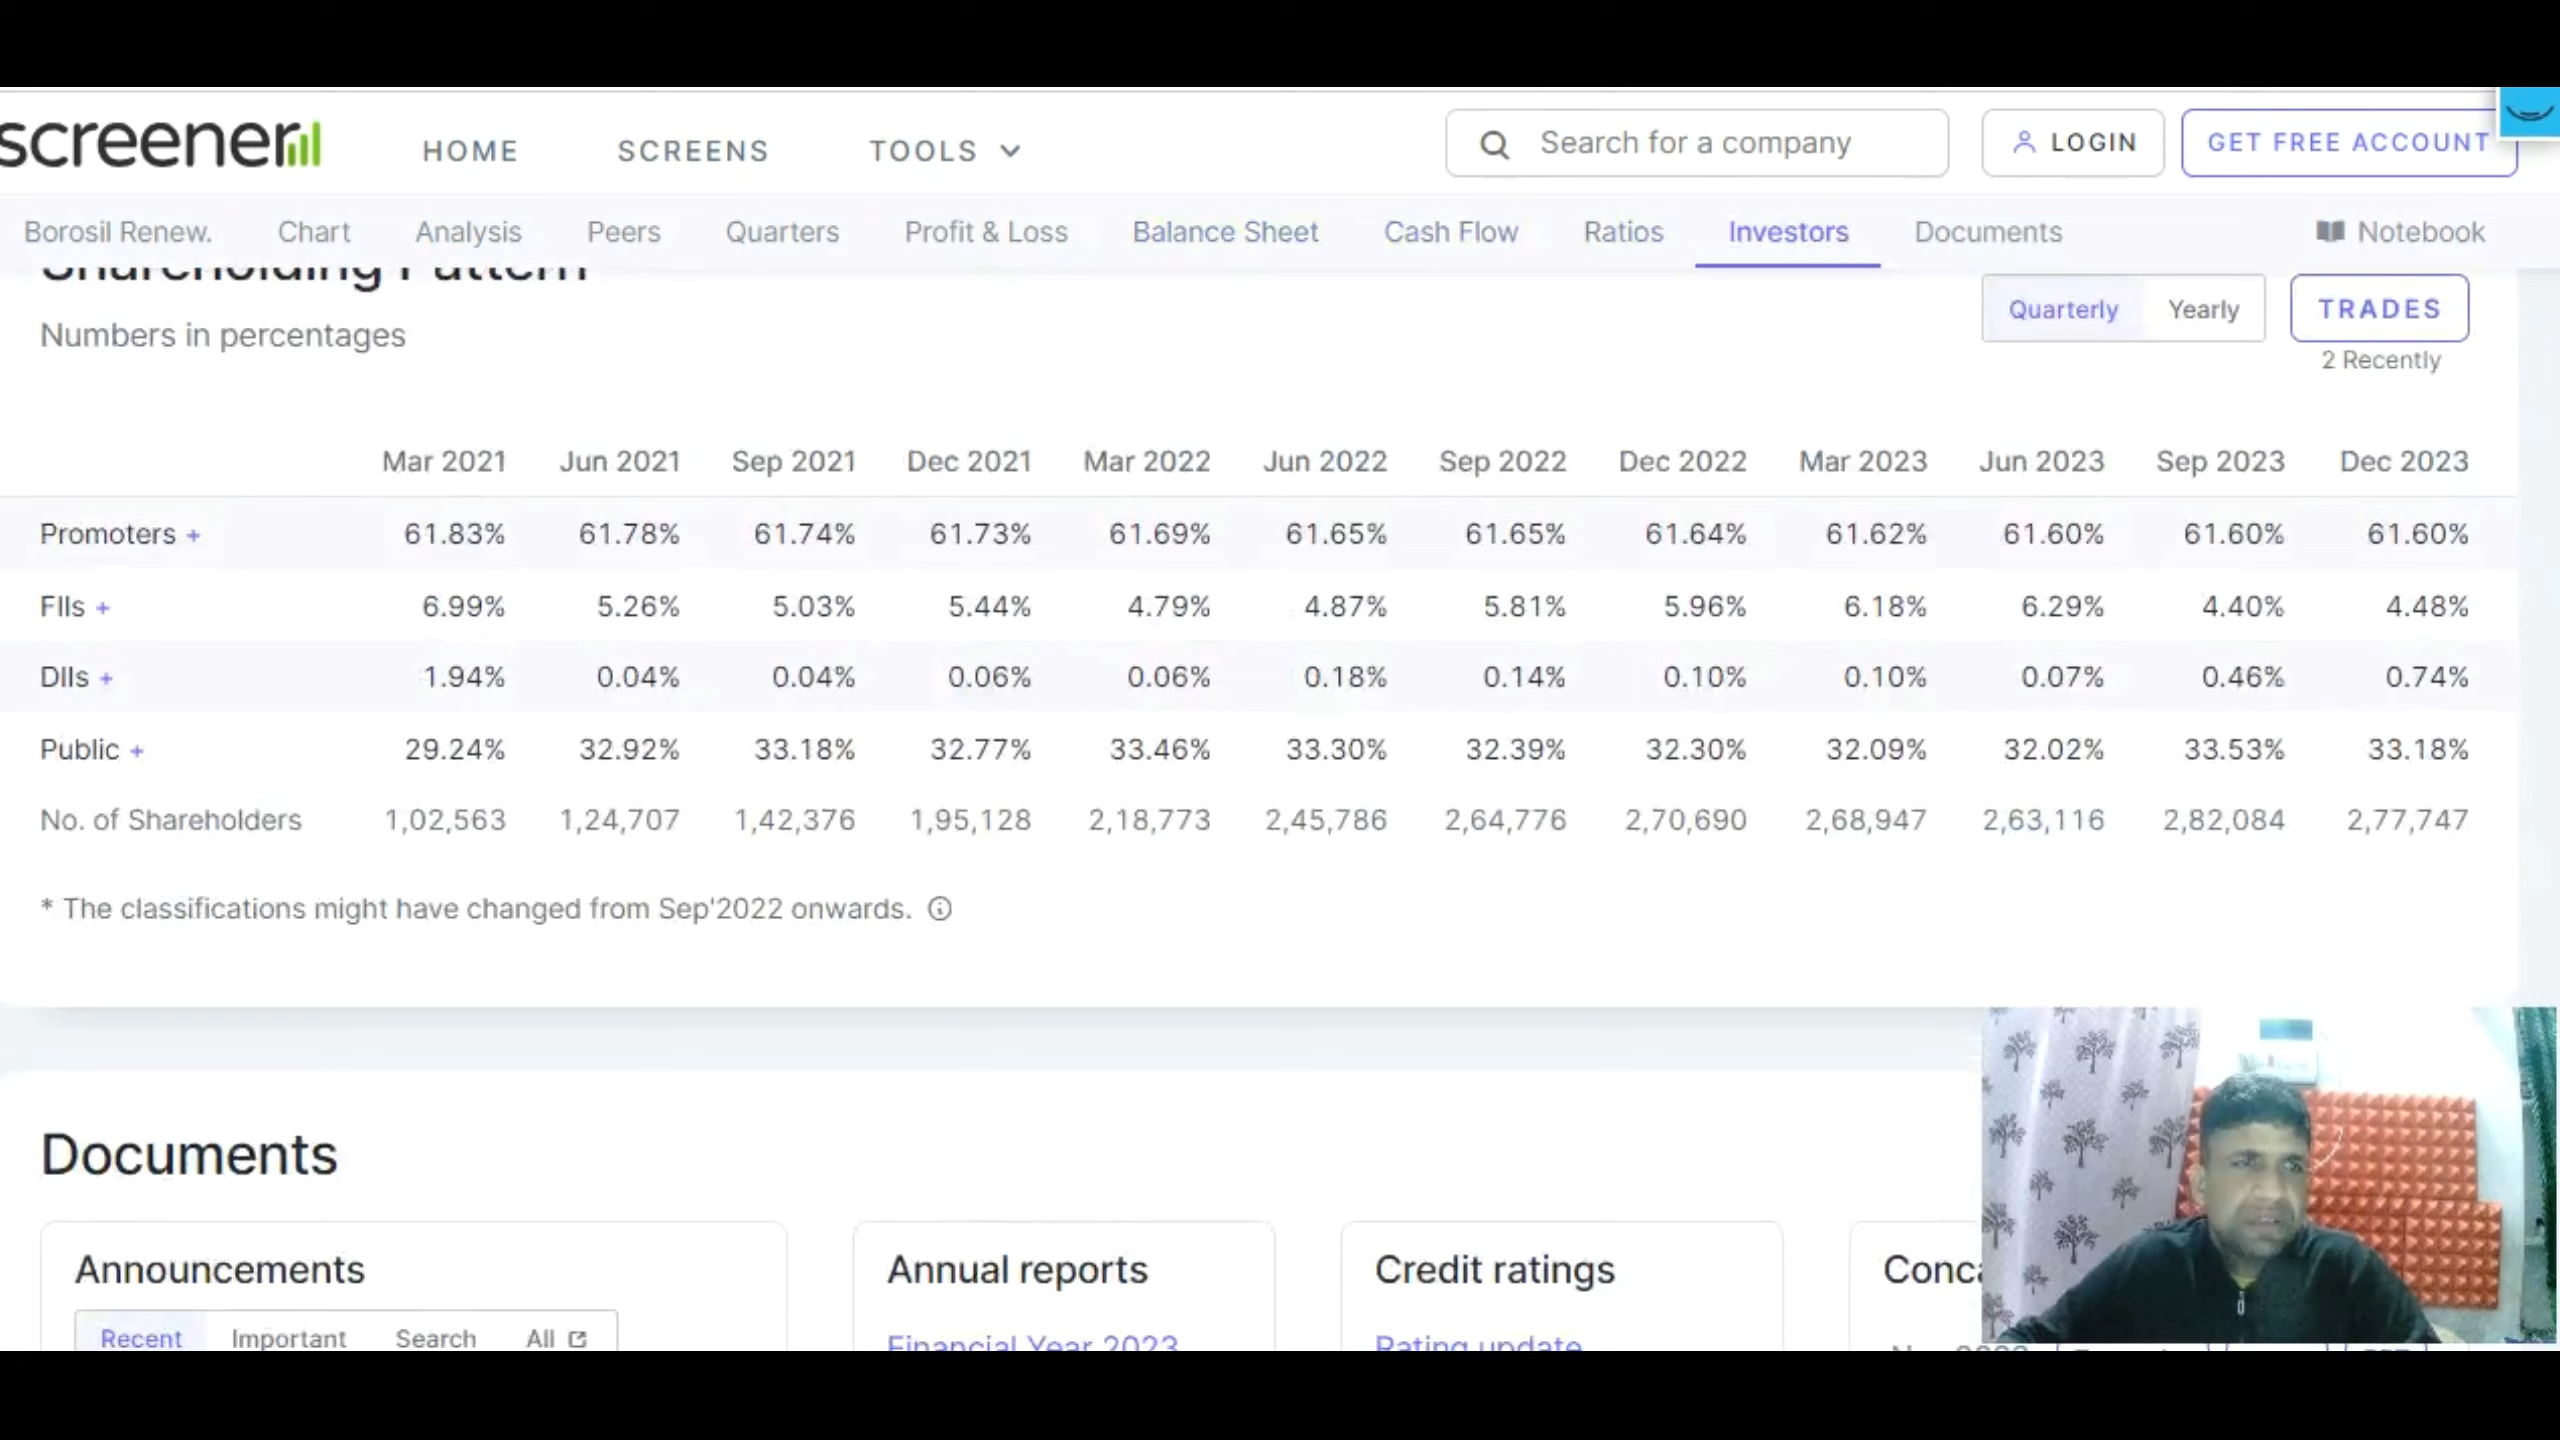 screener
HOME SCREENS TOOLS
Search for a company
LOGIN
GET FREE ACCOUNT
Borosil Renew. Chart Analysis Peers Quarters Profit & Loss Balance Sheet Cash Flow Ratios Investors Documents Notebook
Shareholding Pattern
Numbers in percentages
Quarterly Yearly
TRADES
2 Recently
Mar 2021 Jun 2021 Sep 2021 Dec 2021 Mar 2022 Jun 2022 Sep 2022 Dec 2022 Mar 2023 Jun 2023 Sep 2023 Dec 2023
Promoters + 61.83% 61.78% 61.74% 61.73% 61.69% 61.65% 61.65% 61.64% 61.62% 61.60% 61.60% 61.60%
FIIs + 6.99% 5.26% 5.03% 5.44% 4.79% 4.87% 5.81% 5.96% 6.18% 6.29% 4.40% 4.48%
DIIs + 1.94% 0.04% 0.04% 0.06% 0.06% 0.18% 0.14% 0.10% 0.10% 0.07% 0.46% 0.74%
Public + 29.24% 32.92% 33.18% 32.77% 33.46% 33.30% 32.39% 32.30% 32.09% 32.02% 33.53% 33.18%
No. of Shareholders 1,02,563 1,24,707 1,42,376 1,95,128 2,18,773 2,45,786 2,64,776 2,70,690 2,68,947 2,63,116 2,82,084 2,77,747
* The classifications might have changed from Sep'2022 onwards.
Documents
Announcements
Recent Important Search All
Annual reports
Financial Year 2023
Credit ratings
Rating update
Conca